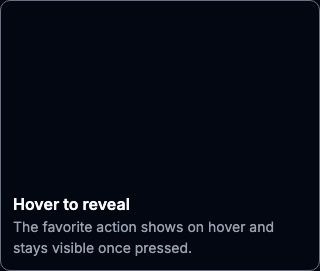 Hover to reveal
The favorite action shows on hover and
stays visible once pressed.